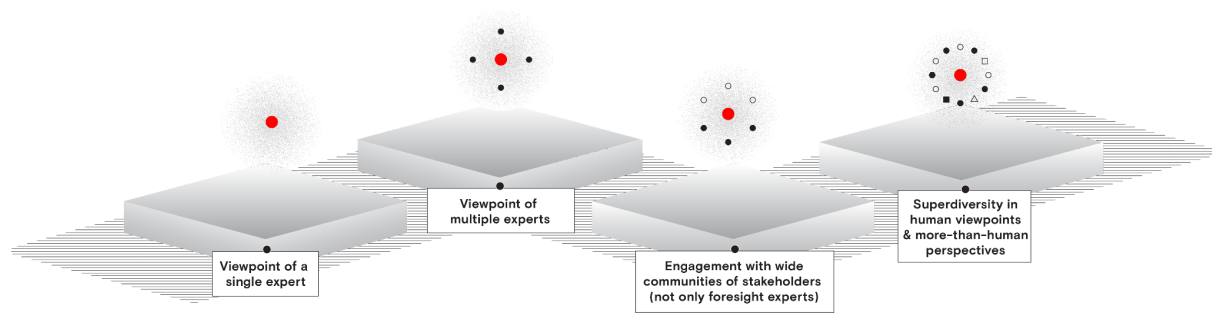 Viewpoint of a
single expert
Viewpoint of
multiple experts
Engagement with wide
communities of stakeholders
(not only foresight experts)
Superdiversity in
human viewpoints
& more-than-human
perspectives